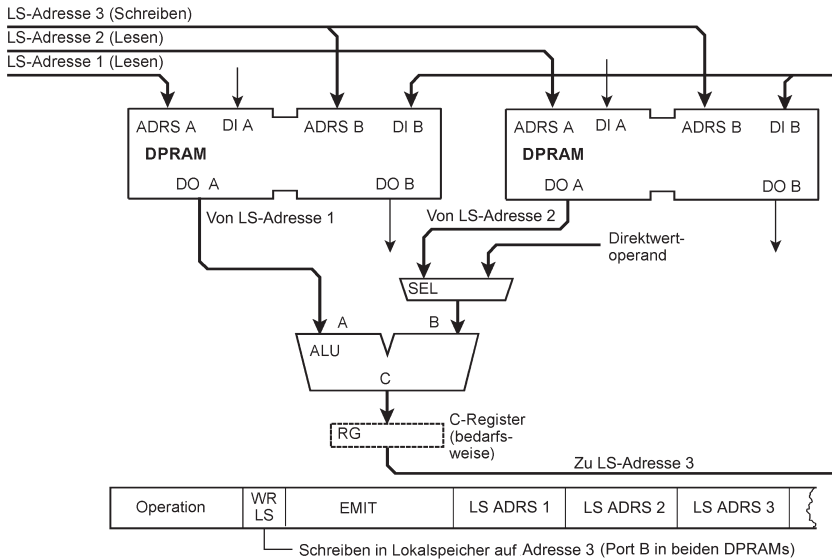 LS-Adresse 3 (Schreiben)
LS-Adresse 2 (Lesen)
LS-Adresse 1 (Lesen)
ADRS A DI A ADRS B DI B
DPRAM
DO A DO B
ADRS A DI A ADRS B DI B
DPRAM
DO A DO B
Von LS-Adresse 1
Von LS-Adresse 2
Direktwert-
operand
SEL
A B
ALU
C
RG
C-Register
(bedarfs-
weise)
Zu LS-Adresse 3
Operation WR LS EMIT LS ADRS 1 LS ADRS 2 LS ADRS 3
Schreiben in Lokalspeicher auf Adresse 3 (Port B in beiden DPRAMs)